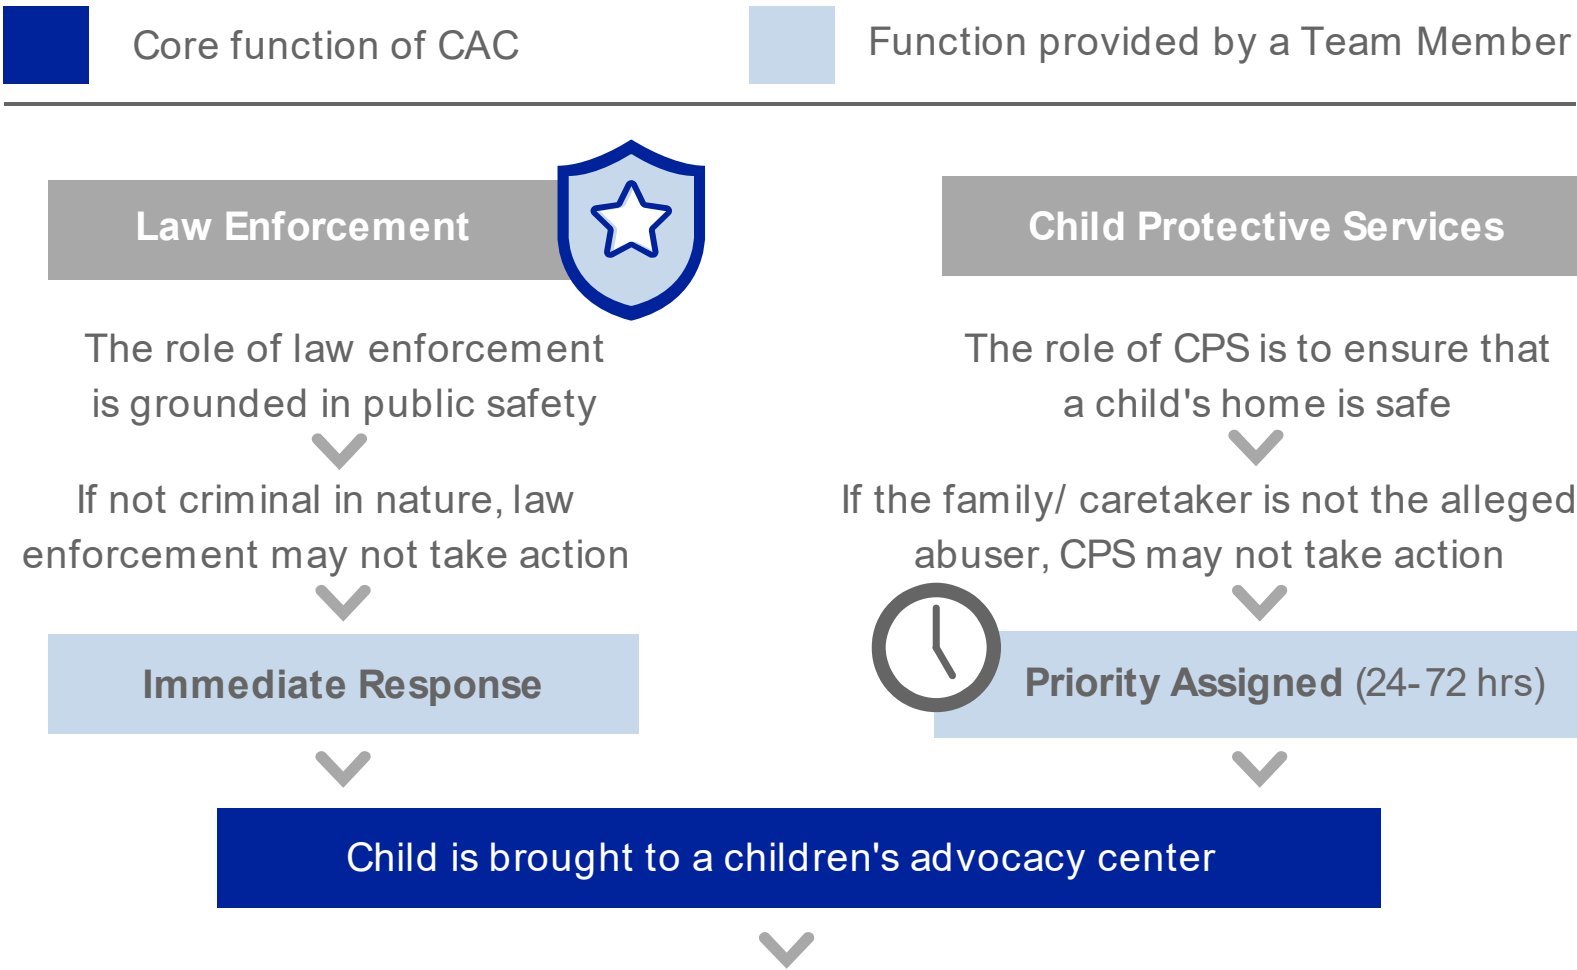 Core function of CAC
Function provided by a Team Member
Law Enforcement
The role of law enforcement
is grounded in public safety
If not criminal in nature, law
enforcement may not take action
Immediate Response
Child Protective Services
The role of CPS is to ensure that
a child's home is safe
If the family/ caretaker is not the alleged
abuser, CPS may not take action
Priority Assigned (24-72 hrs)
Child is brought to a children's advocacy center